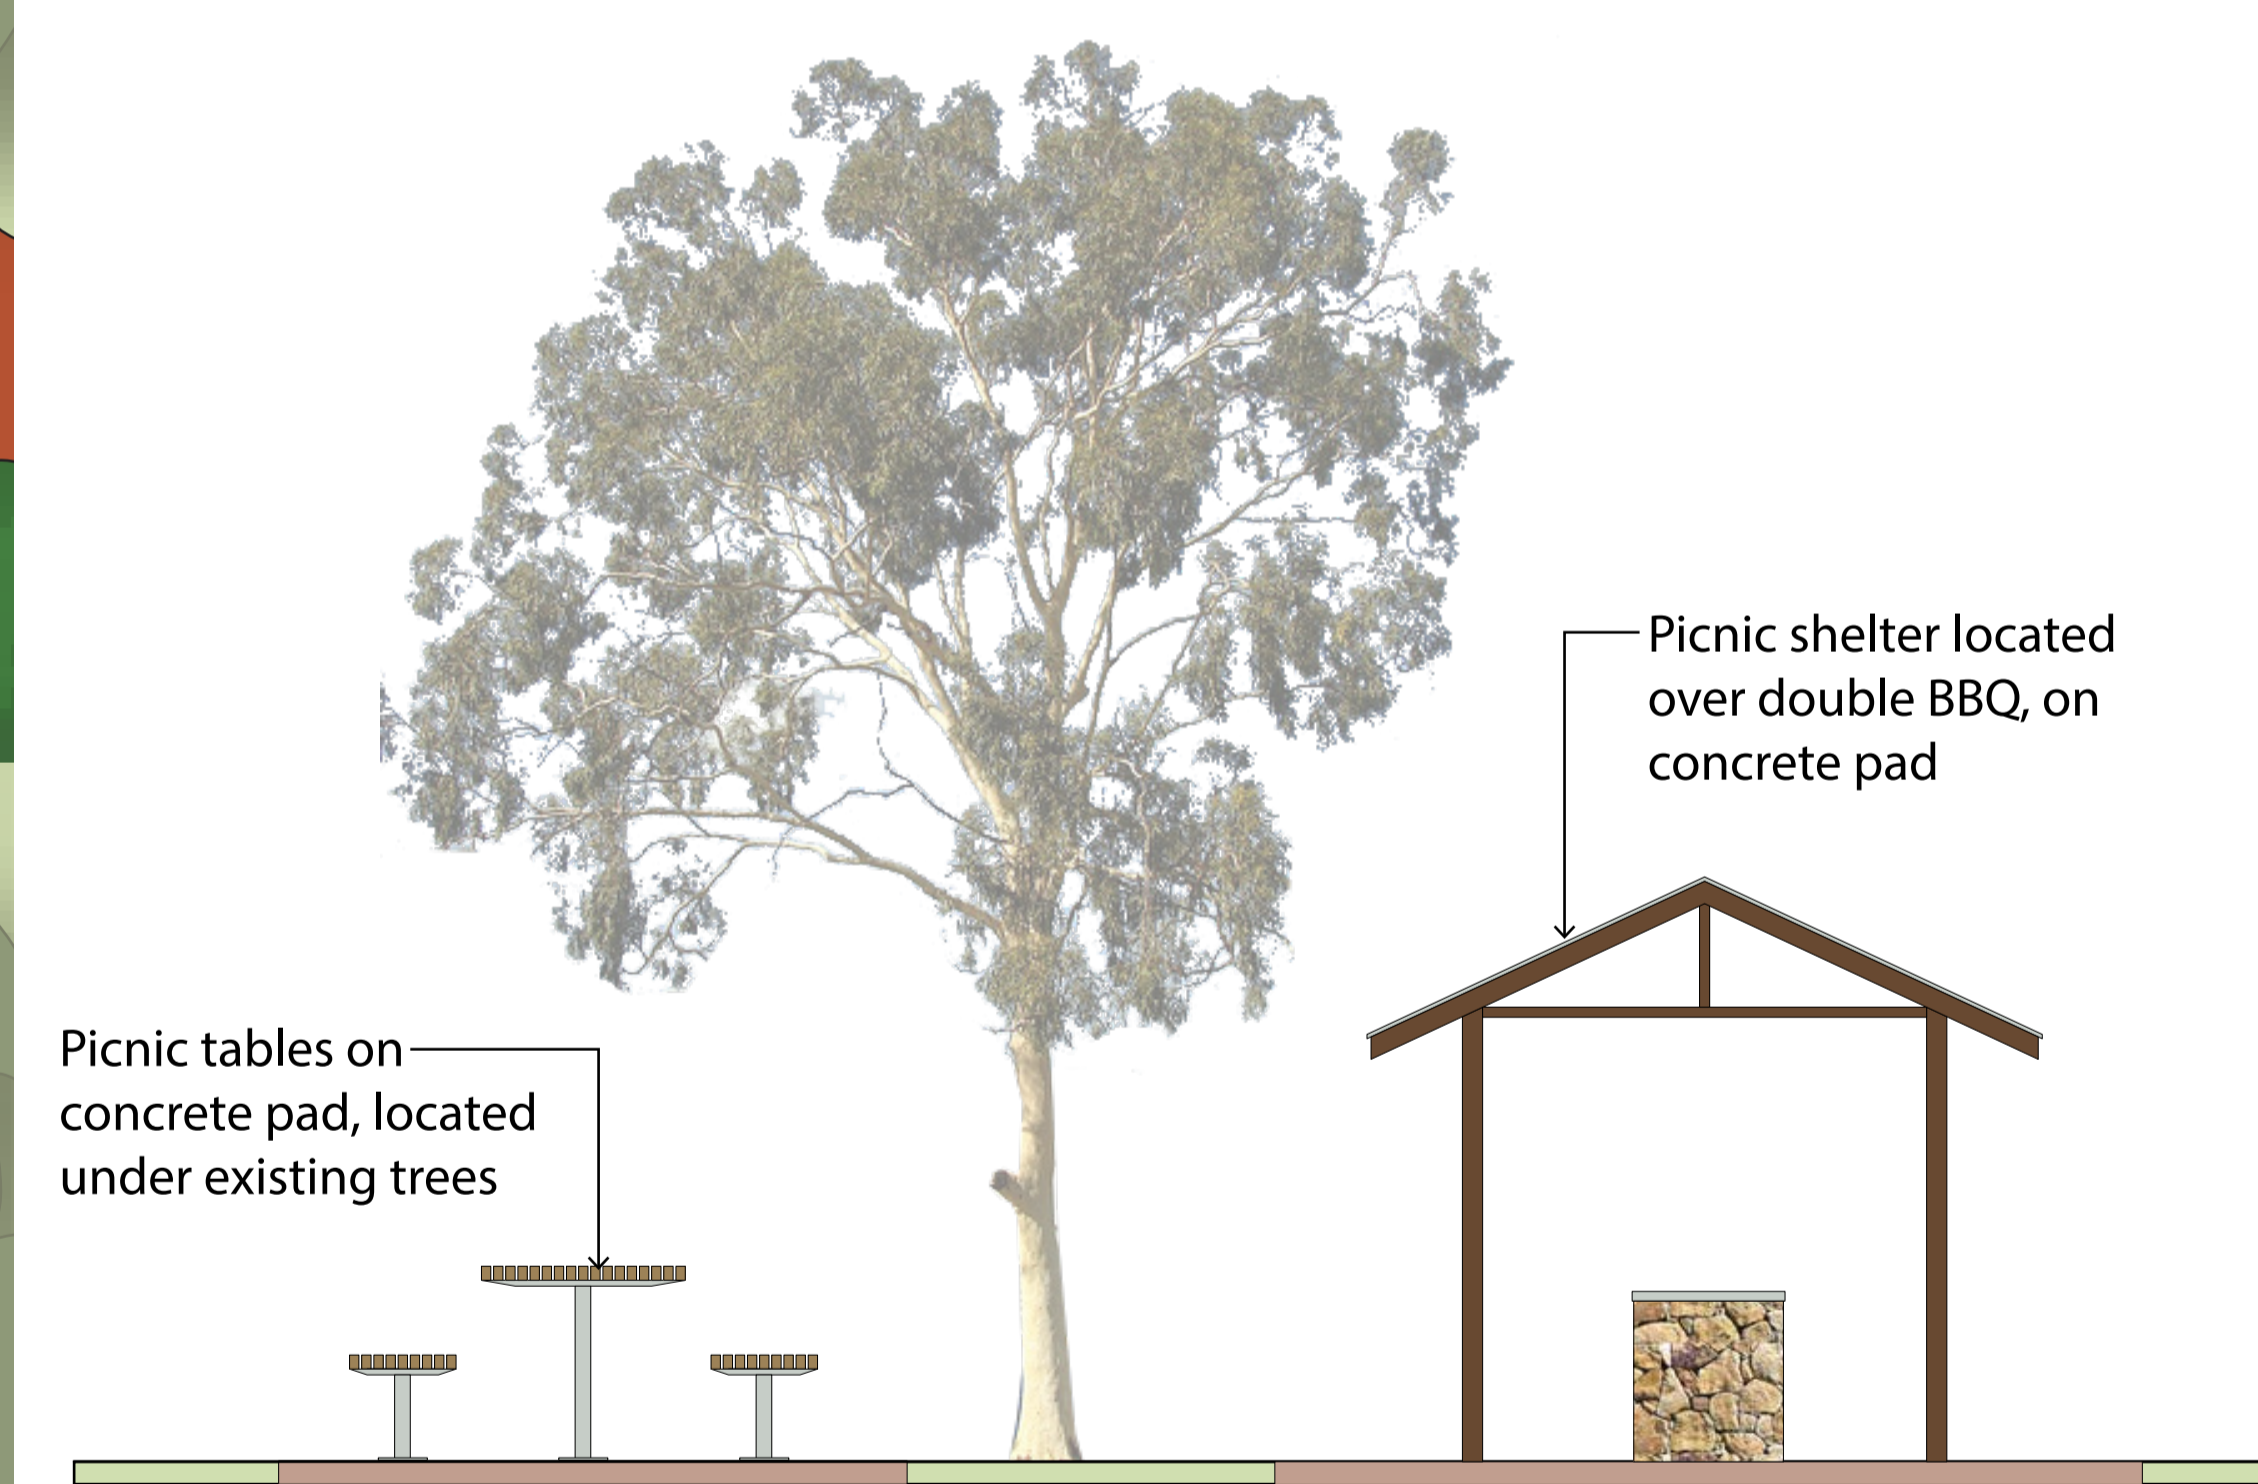 Picnic shelter located
over double BBQ, on
concrete pad
Picnic tables on
concrete pad, located
under existing trees